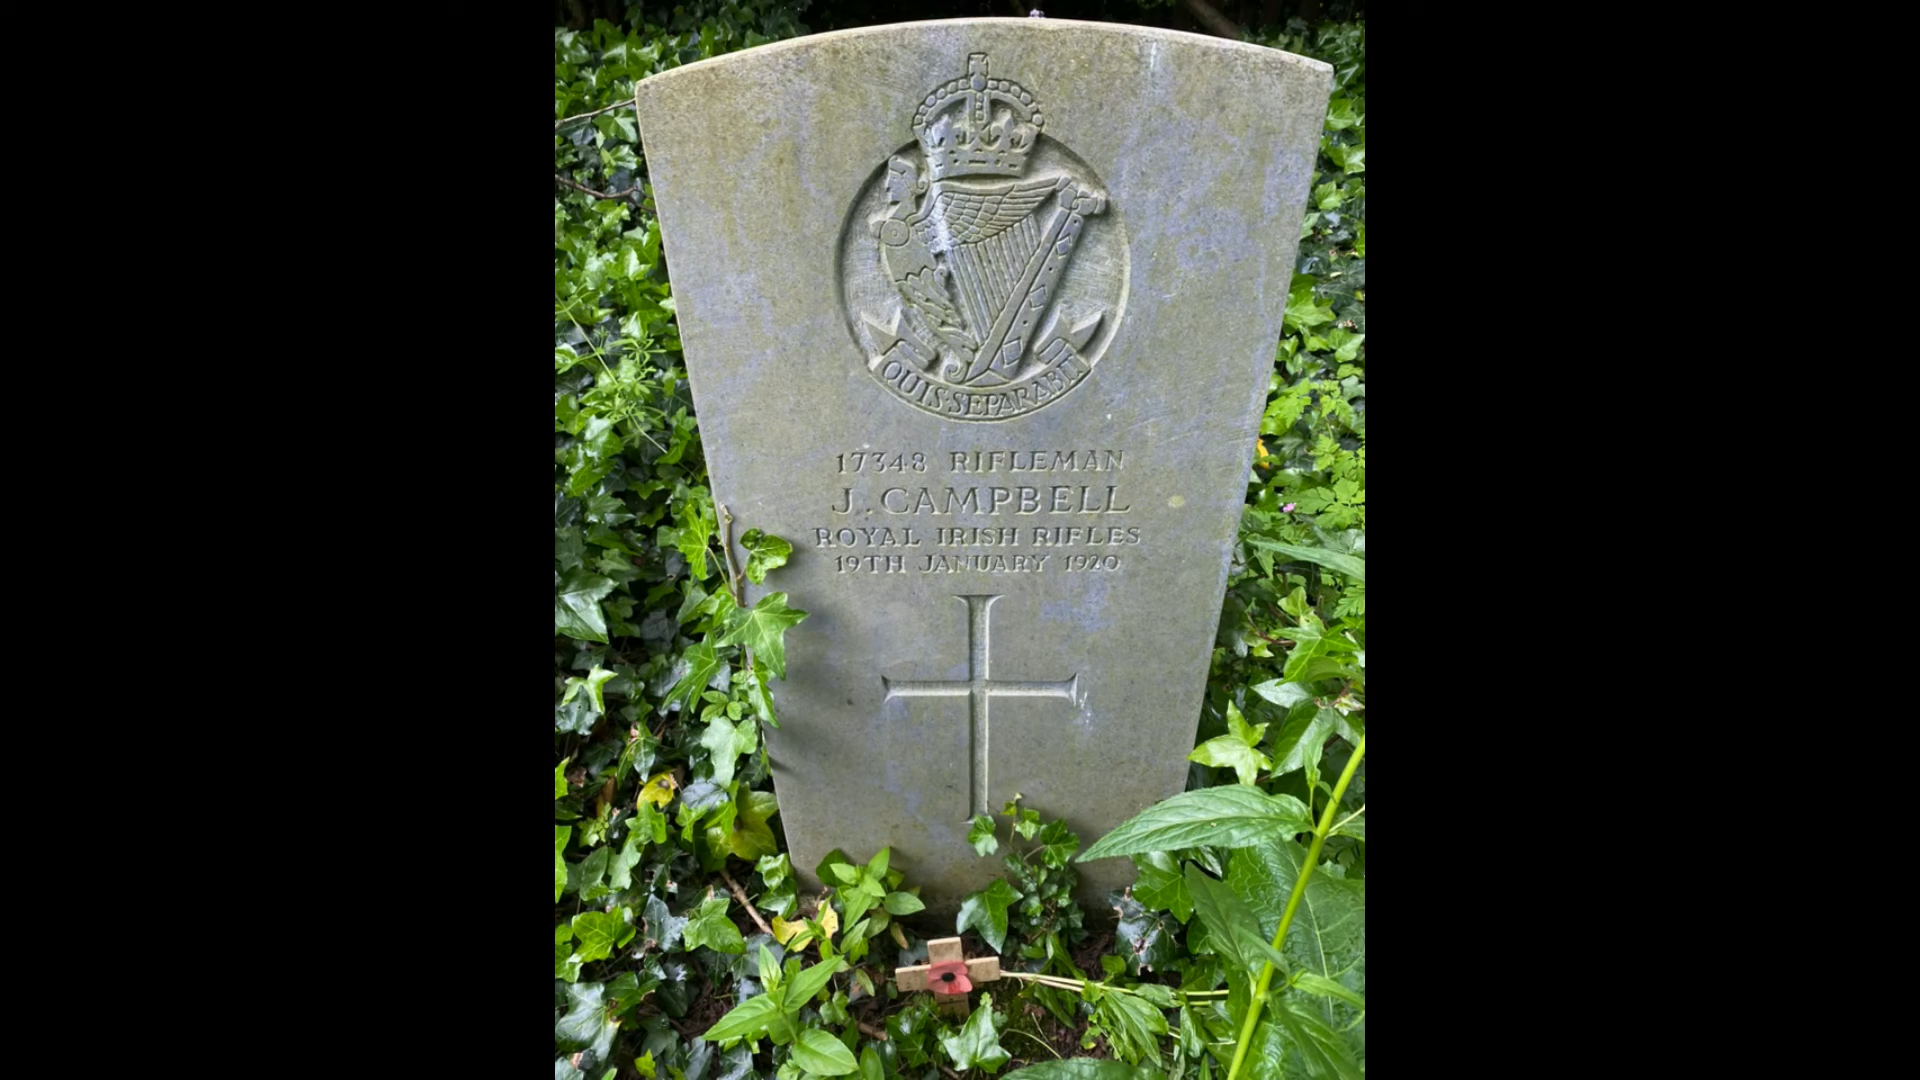 QUIS·SEPARABIT
17348 RIFLEMAN
J. CAMPBELL
ROYAL IRISH RIFLES
19TH JANUARY 1920